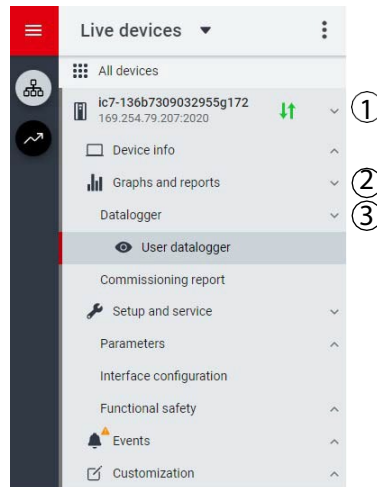 Live devices
All devices
ic7-136b7309032955g172
169.254.79.207:2020
1
Device info
Graphs and reports
2
Datalogger
3
User datalogger
Commissioning report
Setup and service
Parameters
Interface configuration
Functional safety
Events
Customization